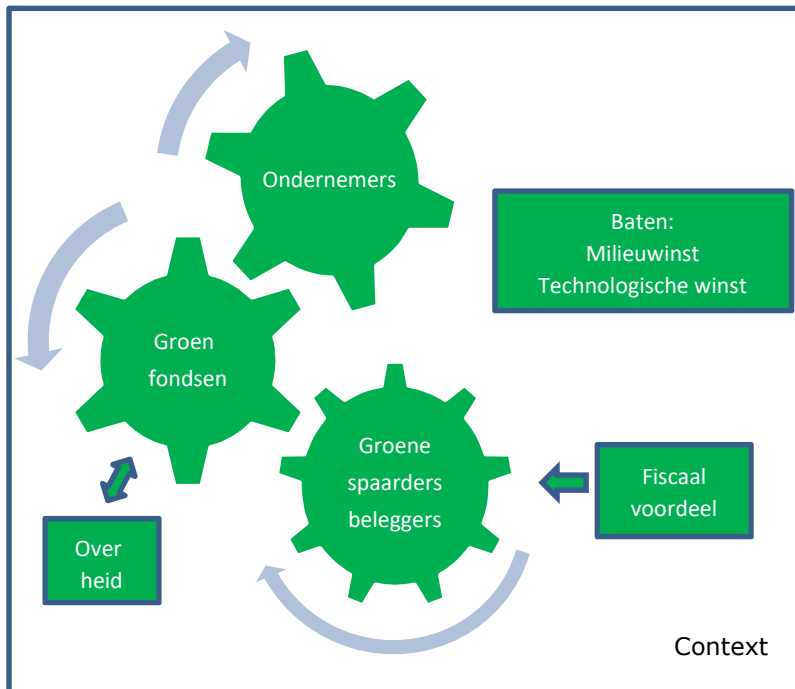 Ondernemers
Baten:
Milieuwinst
Technologische winst
Groen
fondsen
Groene
spaarders
beleggers
Fiscaal
voordeel
Over
heid
Context